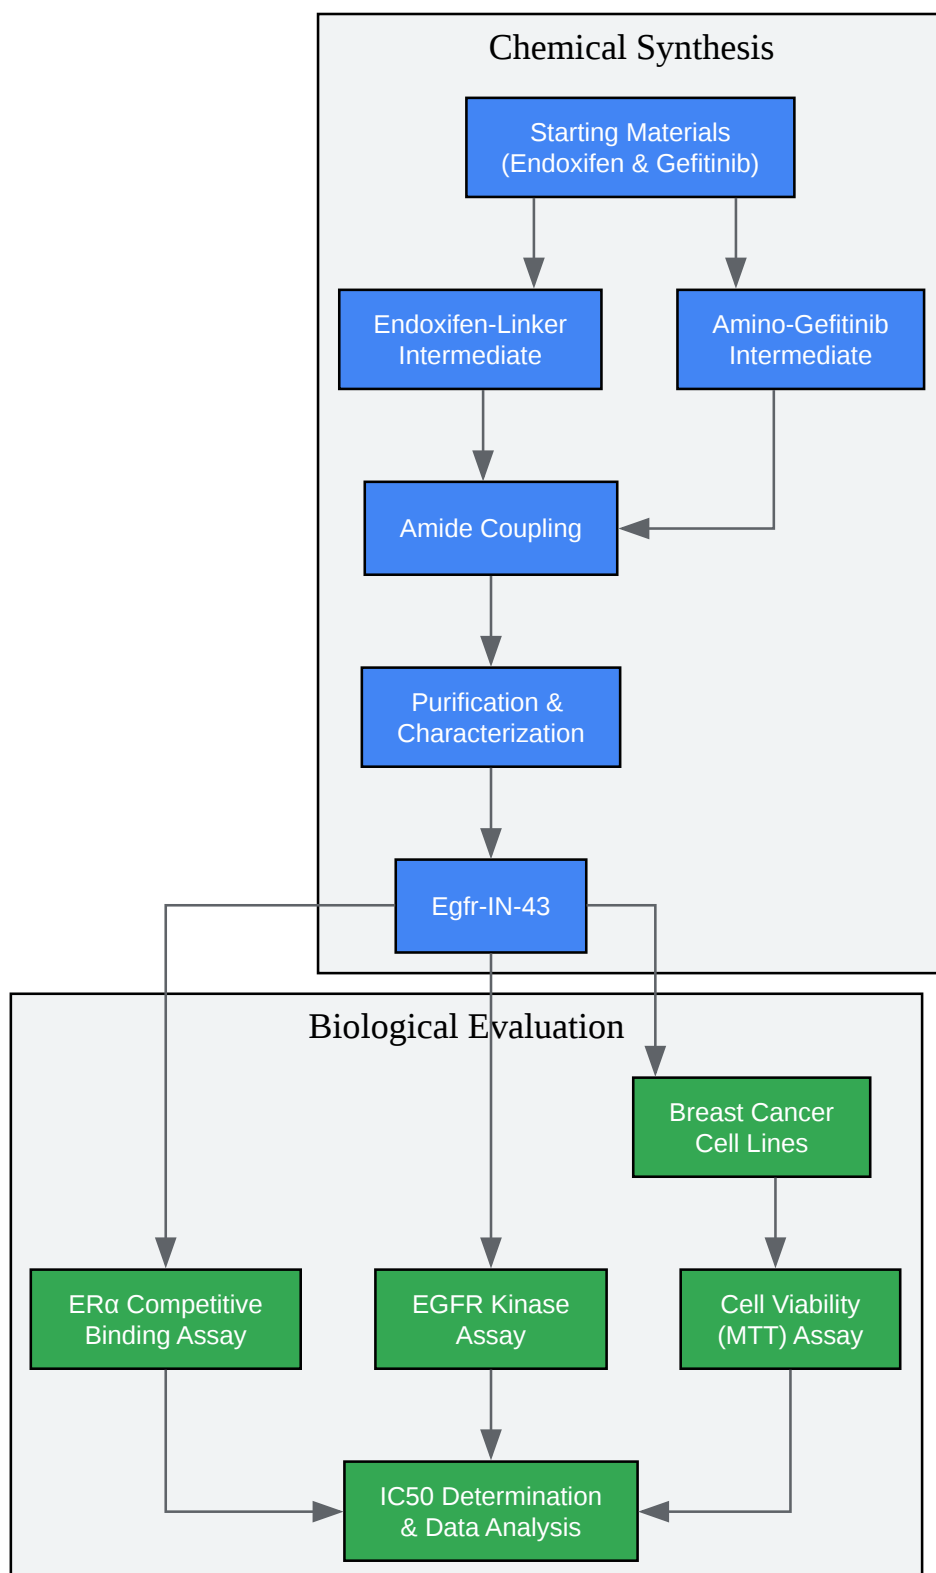 Chemical Synthesis
Starting Materials
(Endoxifen & Gefitinib)
Endoxifen-Linker
Intermediate
Amino-Gefitinib
Intermediate
Amide Coupling
Purification &
Characterization
Egfr-IN-43
Biological Evaluation
Breast Cancer
Cell Lines
ERα Competitive
Binding Assay
EGFR Kinase
Assay
Cell Viability
(MTT) Assay
IC50 Determination
& Data Analysis